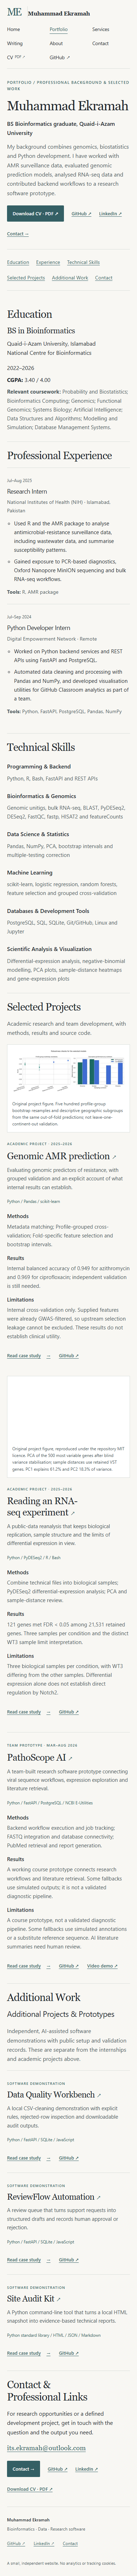 ME Muhammad Ekramah
Home Portfolio Services
Writing About Contact
CV PDF ↗ GitHub ↗
PORTFOLIO / PROFESSIONAL BACKGROUND & SELECTED
WORK
Muhammad Ekramah
BS Bioinformatics graduate, Quaid-i-Azam
University
My background combines genomics, bioinformatics
and Python development. I have worked with
AMR surveillance data, evaluated genomic
prediction models, analysed RNA-seq data and
contributed backend workflows to a research
software prototype.
Download CV · PDF ↗ GitHub ↗ LinkedIn ↗
Contact →
Education Experience Technical Skills
Selected Projects Additional Work Contact
Education
BS in Bioinformatics
Quaid-i-Azam University, Islamabad
National Centre for Bioinformatics
2022–2026
CGPA: 3.40 / 4.00
Relevant coursework: Probability and Biostatistics;
Bioinformatics Computing; Genomics; Functional
Genomics; Systems Biology; Artificial Intelligence;
Data Structures and Algorithms; Modelling and
Simulation; Database Management Systems.
Professional Experience
Jul–Aug 2025
Research Intern
National Institutes of Health (NIH) · Islamabad,
Pakistan
Used R and the AMR package to analyse
antimicrobial-resistance surveillance data,
including wastewater data, and summarise
susceptibility patterns.
Gained exposure to PCR-based diagnostics,
Oxford Nanopore MinION sequencing and bulk
RNA-seq workflows.
Tools: R, AMR package
Jul–Sep 2024
Python Developer Intern
Digital Empowerment Network · Remote
Worked on Python backend services and REST
APIs using FastAPI and PostgreSQL.
Automated data cleaning and processing with
Pandas and NumPy, and developed visualisation
utilities for GitHub Classroom analytics as part of
a team.
Tools: Python, FastAPI, PostgreSQL, Pandas, NumPy
Technical Skills
Programming & Backend
Python, R, Bash, FastAPI and REST APIs
Bioinformatics & Genomics
Genomic unitigs, bulk RNA-seq, BLAST, PyDESeq2,
DESeq2, FastQC, fastp, HISAT2 and featureCounts
Data Science & Statistics
Pandas, NumPy, PCA, bootstrap intervals and
multiple-testing correction
Machine Learning
scikit-learn, logistic regression, random forests,
feature selection and grouped cross-validation
Databases & Development Tools
PostgreSQL, SQL, SQLite, Git/GitHub, Linux and
Jupyter
Scientific Analysis & Visualization
Differential-expression analysis, negative-binomial
modelling, PCA plots, sample-distance heatmaps
and gene-expression plots
Selected Projects
Academic research and team development, with
methods, results and source code.
Original project figure. Five hundred profile-group
bootstrap resamples and descriptive geographic subgroups
ACADEMIC PROJECT · 2025–2026
Genomic AMR prediction ↗
Evaluating genomic prediction of resistance, with
grouped validation and an explicit account of what
internal results can establish.
Python / Pandas / scikit-learn
Methods
Metadata matching; Profile-grouped cross-
validation; Fold-specific feature selection and
bootstrap intervals.
Results
Internal balanced accuracy of 0.949 for azithromycin
and 0.969 for ciprofloxacin; independent validation
is still needed.
Limitations
Internal cross-validation only. Supplied features
were already GWAS-filtered, so upstream selection
leakage cannot be audited. These results do not
establish clinical utility.
Read case study → GitHub ↗
Original project figure, reproduced under the repository MIT
licence. PCA of the 500 most variable genes after blind
variance stabilisation; sample distances use retained VST
genes. PC1 explains 61.2% and PC2 16.3% of variance.
ACADEMIC PROJECT · 2025–2026
Reading an RNA-
seq experiment ↗
A public-data reanalysis that keeps biological
replication, sample structure and the limits of
differential expression in view.
Python / PyDESeq2 / R / Bash
Methods
Combine technical files into biological samples;
PyDESeq2 differential-expression analysis; PCA and
sample-distance review.
Results
121 genes met FDR < 0.05 among 21,519 retained
genes. Three samples per condition and the divergent
WT3 sample limit interpretation.
Limitations
Three biological samples per condition, with WT3
differing from the other samples. Differential
expression alone does not establish direct
regulation by Notch2.
Read case study → GitHub ↗
TEAM PROTOTYPE · MAR–AUG 2026
PathoScope AI ↗
A team-built research software prototype connecting
viral sequence workflows, expression exploration and
literature retrieval.
Python / FastAPI / PostgreSQL / NCBI E-Utilities
Methods
Backend workflow execution and job tracking;
FASTQ integration and database connectivity;
PubMed retrieval and report generation.
Results
A working course prototype connects research
workflows and literature retrieval. Some fallbacks
use simulated outputs; it is not a diagnostic
pipeline.
Limitations
A course prototype, not a validated diagnostic
pipeline. Some fallbacks use simulated annotations
or a substitute reference sequence. AI literature
summaries need human review.
Read case study → GitHub ↗ Video demo ↗
Additional Work
Additional Projects & Prototypes
Independent, AI-assisted software
demonstrations with public setup and validation
records. These are separate from the internships
and academic projects above.
SOFTWARE DEMONSTRATION
Data Quality Workbench ↗
A local CSV-cleaning demonstration with explicit
rules, rejected-row inspection and downloadable
audit outputs.
Python / FastAPI / SQLite / JavaScript
Read case study → GitHub ↗
SOFTWARE DEMONSTRATION
ReviewFlow Automation ↗
A review queue that turns support requests into
structured drafts and records human approval or
rejection.
Python / FastAPI / SQLite / JavaScript
Read case study → GitHub ↗
SOFTWARE DEMONSTRATION
Site Audit Kit ↗
A Python command-line tool that turns a local HTML
snapshot into evidence-based technical reports.
Python standard library / HTML / JSON / Markdown
Read case study → GitHub ↗
Contact &
Professional Links
For research opportunities or a defined
development project, get in touch with the
question and the output you need.
its.ekramah@outlook.com
Contact → GitHub ↗ LinkedIn ↗
Download CV · PDF ↗
Muhammad Ekramah
Bioinformatics · Data · Research software
GitHub ↗ LinkedIn ↗ Contact
A small, independent website. No analytics or tracking cookies.